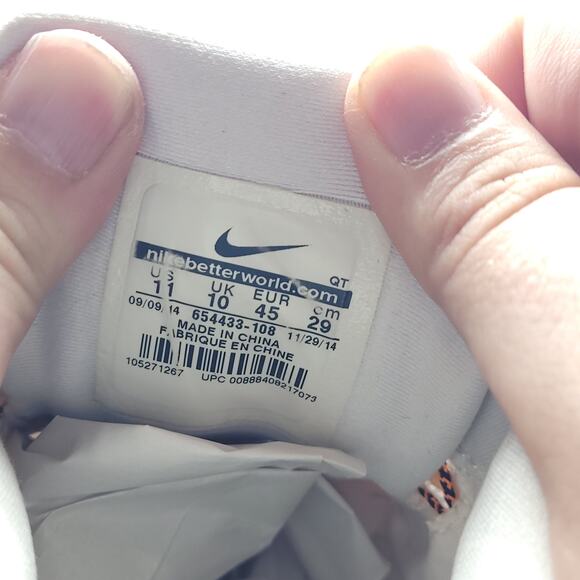 nikebetterworld.com
QT
US UK EUR cm
11 10 45 29
09/09/14 654433-108 11/29/14
MADE IN CHINA
FABRIQUE EN CHINE
105271267 UPC 00888408217073